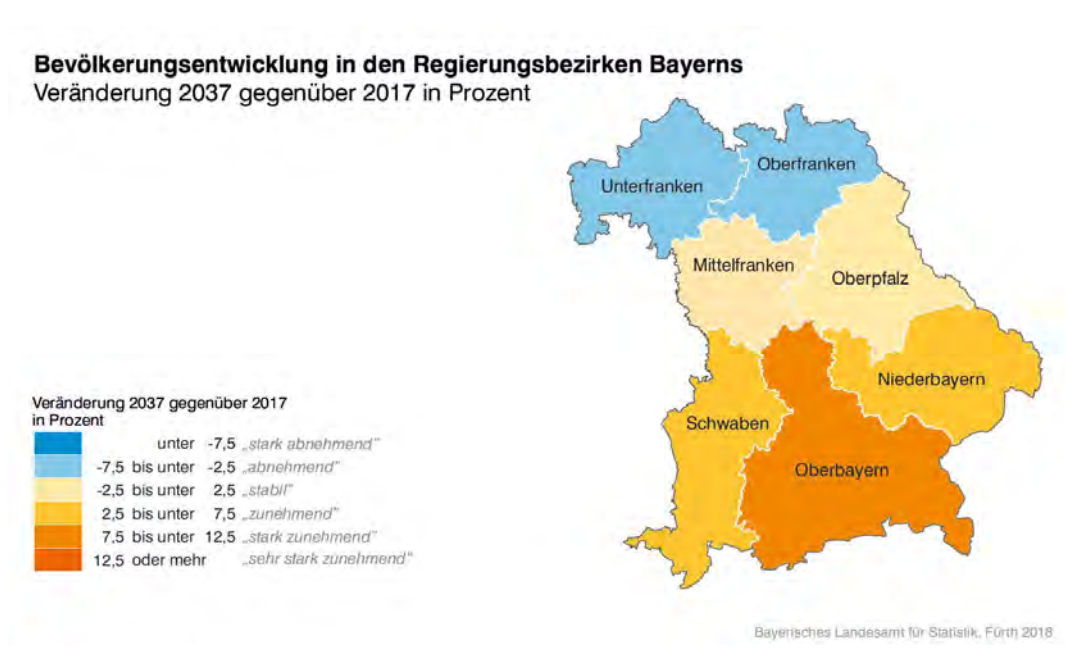 Bevölkerungsentwicklung in den Regierungsbezirken Bayerns
Veränderung 2037 gegenüber 2017 in Prozent
Oberfranken
Unterfranken
Mittelfranken
Oberpfalz
Niederbayern
Schwaben
Oberbayern
Veränderung 2037 gegenüber 2017
in Prozent
unter -7,5 „stark abnehmend“
-7,5 bis unter -2,5 „abnehmend“
-2,5 bis unter 2,5 „stabil“
2,5 bis unter 7,5 „zunehmend“
7,5 bis unter 12,5 „stark zunehmend“
12,5 oder mehr „sehr stark zunehmend“
Bayerisches Landesamt für Statistik, Fürth 2018